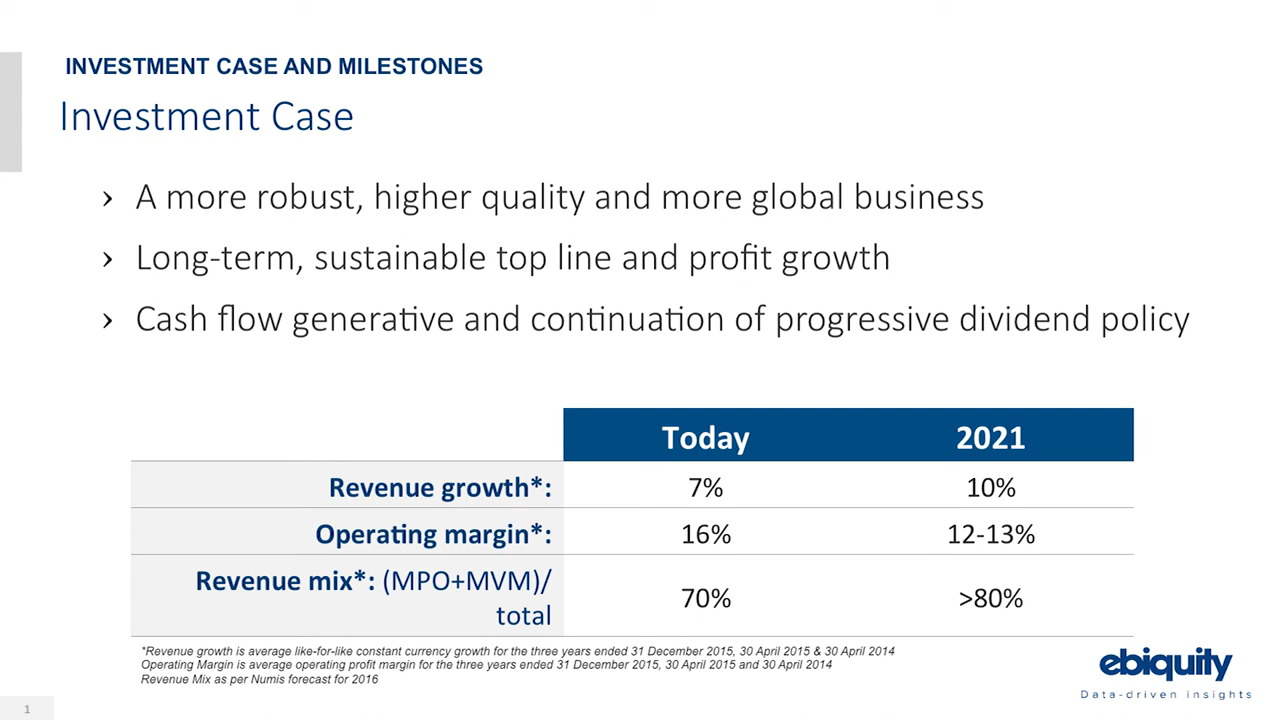 INVESTMENT CASE AND MILESTONES
Investment Case
› A more robust, higher quality and more global business
› Long-term, sustainable top line and profit growth
› Cash flow generative and continuation of progressive dividend policy
Today 2021
Revenue growth*: 7% 10%
Operating margin*: 16% 12-13%
Revenue mix*: (MPO+MVM)/
total 70% >80%
*Revenue growth is average like-for-like constant currency growth for the three years ended 31 December 2015, 30 April 2015 & 30 April 2014
Operating Margin is average operating profit margin for the three years ended 31 December 2015, 30 April 2015 and 30 April 2014
Revenue Mix as per Numis forecast for 2016
ebiquity
Data-driven insights
1